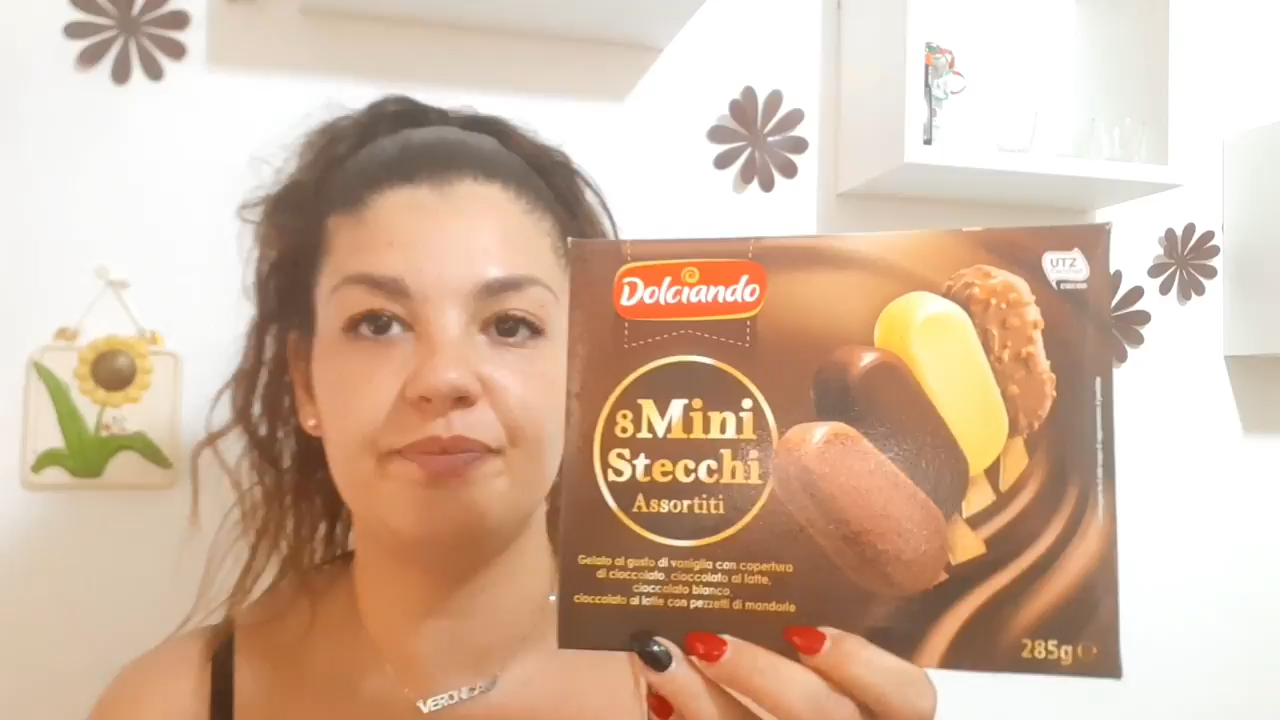 Dolciando
UTZ
Certified
8 Mini
Stecchi
Assortiti
Gelato al gusto di vaniglia con copertura
di cioccolato, cioccolato al latte,
cioccolato bianco,
cioccolato al latte con pezzetti di mandorle
285g ℮
VERONICA